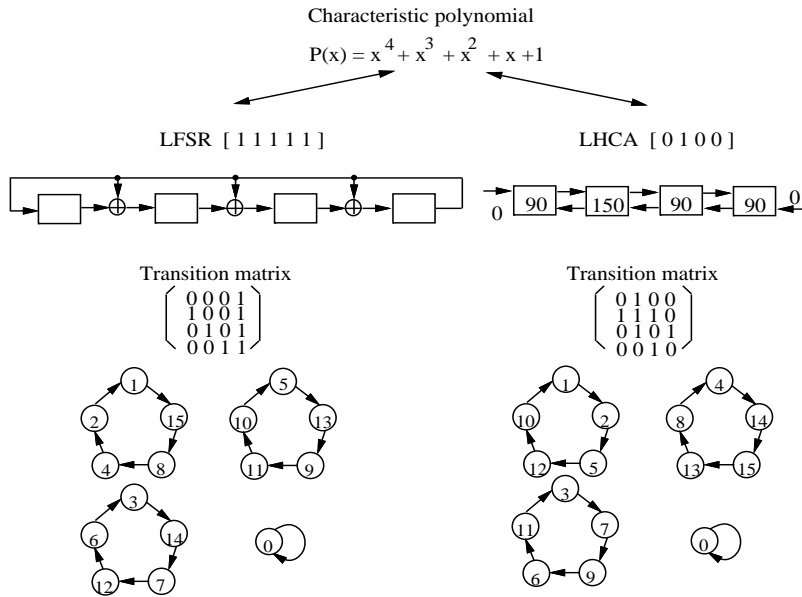 Characteristic polynomial
P(x) = x^4 + x^3 + x^2 + x +1
LFSR [ 1 1 1 1 1 ]
LHCA [ 0 1 0 0 ]
0 90 150 90 90 0
Transition matrix
0 0 0 1
1 0 0 1
0 1 0 1
0 0 1 1
Transition matrix
0 1 0 0
1 1 1 0
0 1 0 1
0 0 1 0
1
2 15
4 8
5
10 13
11 9
3
6 14
12 7
0
1
10 2
12 5
4
8 14
13 15
3
11 7
6 9
0